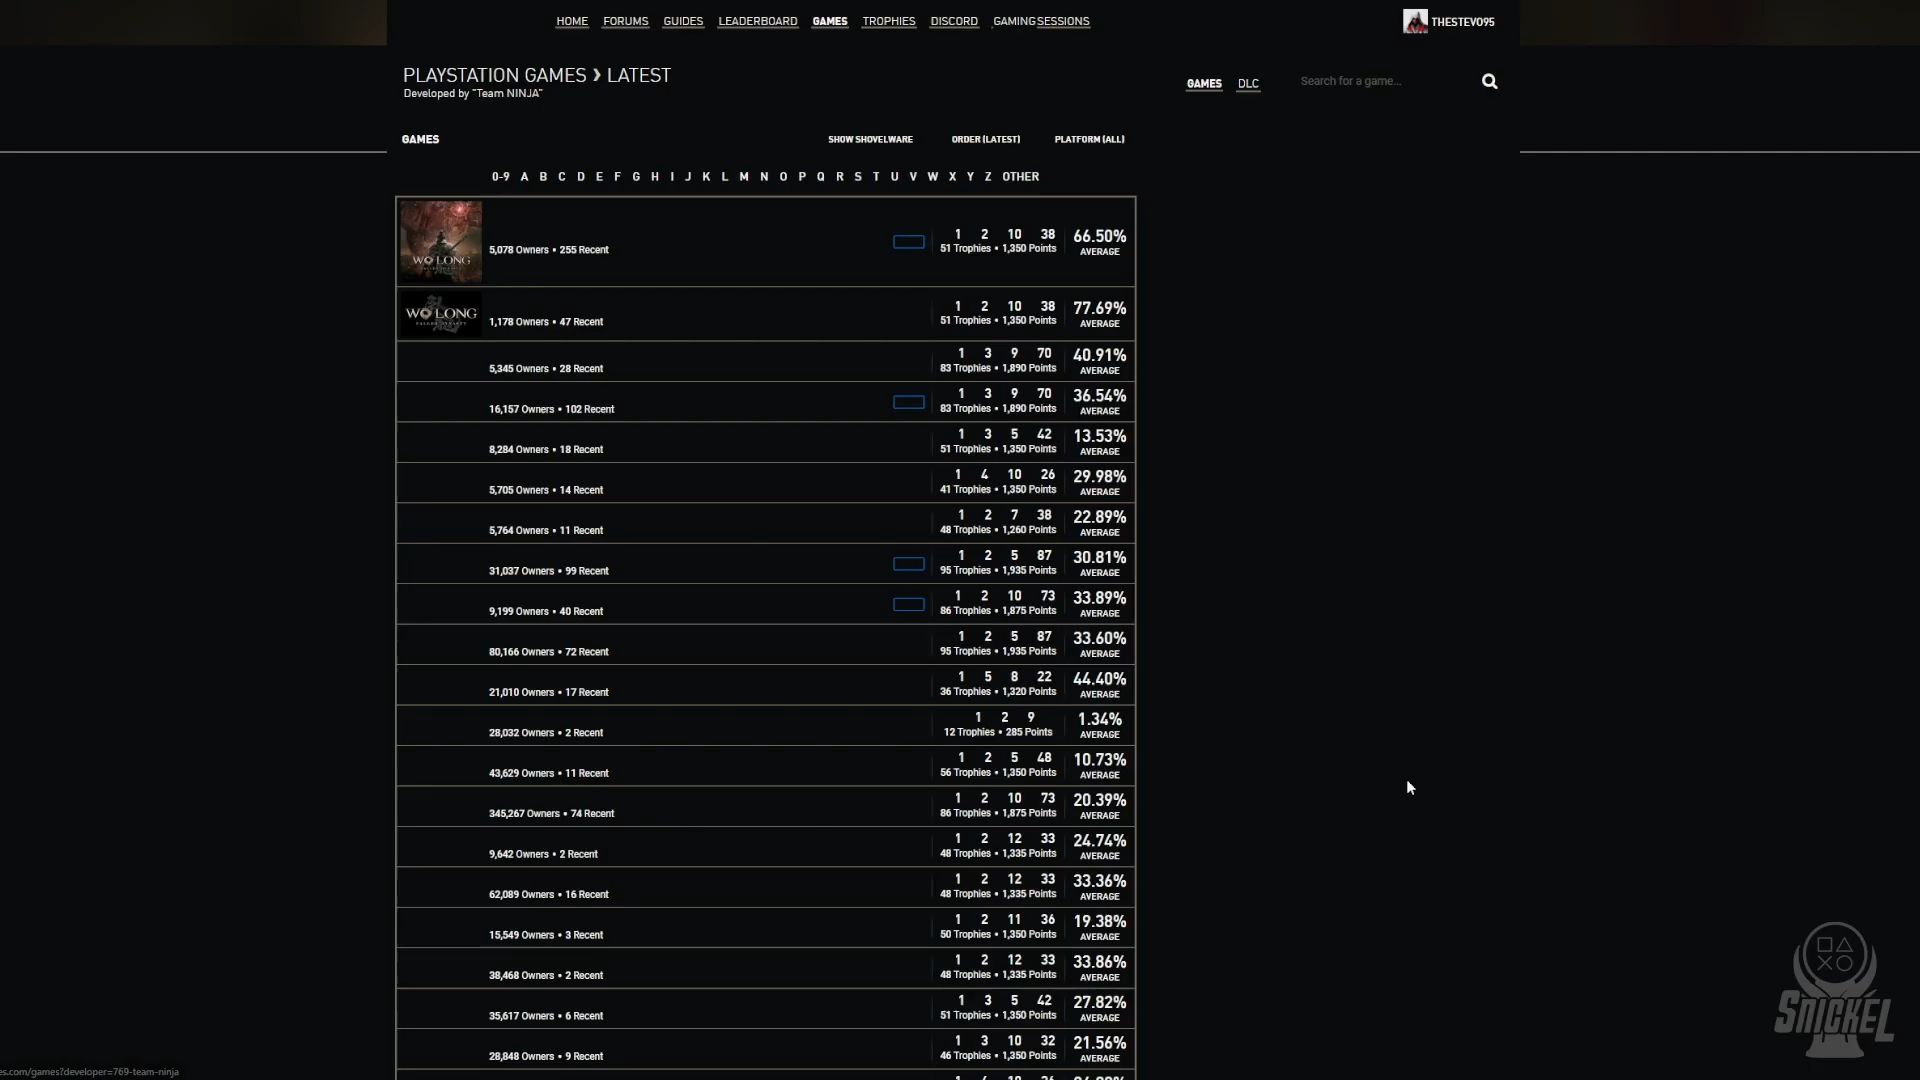 HOME FORUMS GUIDES LEADERBOARD GAMES TROPHIES DISCORD GAMING SESSIONS THESTEVO95
PLAYSTATION GAMES › LATEST
Developed by "Team NINJA"
GAMES DLC Search for a game...
GAMES SHOW SHOVELWARE ORDER (LATEST) PLATFORM (ALL)
0-9 A B C D E F G H I J K L M N O P Q R S T U V W X Y Z OTHER
WO LONG
1 2 10 38 66.50%
5,078 Owners • 255 Recent 51 Trophies • 1,350 Points AVERAGE
WO LONG
FALLEN DYNASTY
1 2 10 38 77.69%
1,178 Owners • 47 Recent 51 Trophies • 1,350 Points AVERAGE
1 3 9 70 40.91%
5,345 Owners • 28 Recent 83 Trophies • 1,890 Points AVERAGE
1 3 9 70 36.54%
16,157 Owners • 102 Recent 83 Trophies • 1,890 Points AVERAGE
1 3 5 42 13.53%
8,284 Owners • 18 Recent 51 Trophies • 1,350 Points AVERAGE
1 4 10 26 29.98%
5,705 Owners • 14 Recent 41 Trophies • 1,350 Points AVERAGE
1 2 7 38 22.89%
5,764 Owners • 11 Recent 48 Trophies • 1,260 Points AVERAGE
1 2 5 87 30.81%
31,037 Owners • 99 Recent 95 Trophies • 1,935 Points AVERAGE
1 2 10 73 33.89%
9,199 Owners • 40 Recent 86 Trophies • 1,875 Points AVERAGE
1 2 5 87 33.60%
80,166 Owners • 72 Recent 95 Trophies • 1,935 Points AVERAGE
1 5 8 22 44.40%
21,010 Owners • 17 Recent 36 Trophies • 1,320 Points AVERAGE
1 2 9 1.34%
28,032 Owners • 2 Recent 12 Trophies • 285 Points AVERAGE
1 2 5 48 10.73%
43,629 Owners • 11 Recent 56 Trophies • 1,350 Points AVERAGE
1 2 10 73 20.39%
345,267 Owners • 74 Recent 86 Trophies • 1,875 Points AVERAGE
1 2 12 33 24.74%
9,642 Owners • 2 Recent 48 Trophies • 1,335 Points AVERAGE
1 2 12 33 33.36%
62,089 Owners • 16 Recent 48 Trophies • 1,335 Points AVERAGE
1 2 11 36 19.38%
15,549 Owners • 3 Recent 50 Trophies • 1,350 Points AVERAGE
1 2 12 33 33.86%
38,468 Owners • 2 Recent 48 Trophies • 1,335 Points AVERAGE
1 3 5 42 27.82%
35,617 Owners • 6 Recent 51 Trophies • 1,350 Points AVERAGE
1 3 10 32 21.56%
28,848 Owners • 9 Recent 46 Trophies • 1,350 Points AVERAGE
SNICKEL
es.com/games?developer=769-team-ninja